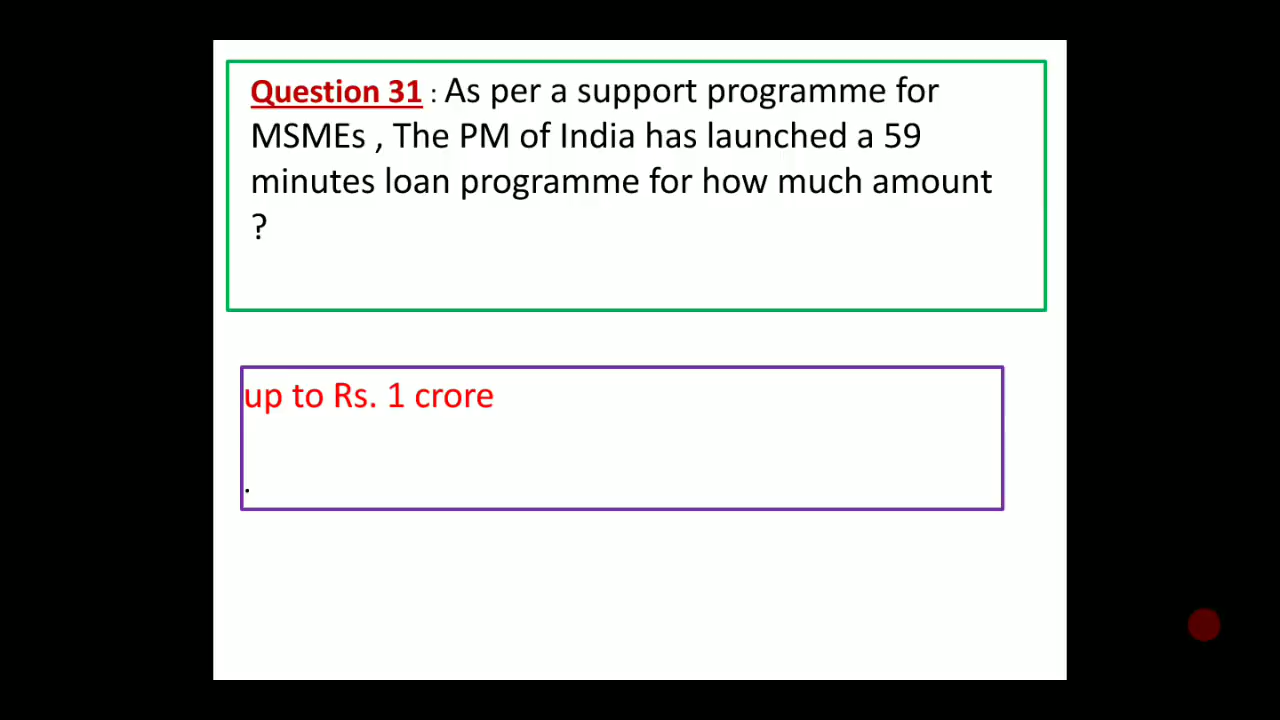 Question 31 : As per a support programme for
MSMEs , The PM of India has launched a 59
minutes loan programme for how much amount
?
up to Rs. 1 crore
.